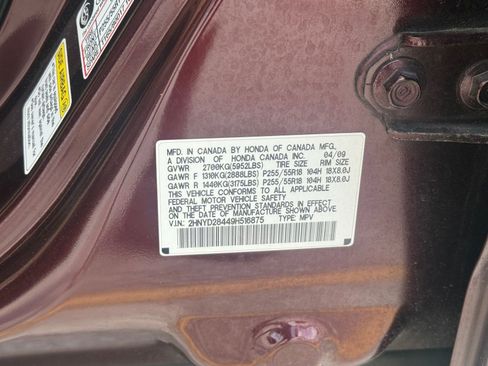 MFD. IN CANADA BY HONDA OF CANADA MFG.,
A DIVISION OF HONDA CANADA INC. 04/09
GVWR 2700KG(5952LBS) TIRE SIZE RIM SIZE
GAWR F 1310KG(2888LBS) P255/55R18 104H 18X8.0J
GAWR R 1440KG(3175LBS) P255/55R18 104H 18X8.0J
THIS VEHICLE CONFORMS TO ALL APPLICABLE
FEDERAL MOTOR VEHICLE SAFETY
AND THEFT PREVENTION STANDARDS IN EFFECT
ON THE DATE OF MANUFACTURE SHOWN ABOVE.
V.I.N.: 2HNYD28449H516875 TYPE: MPV